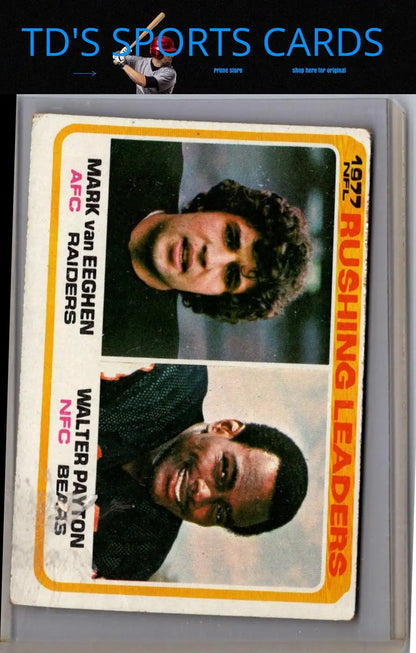 TD'S SPORTS CARDS
Prime store
shop here for original
1977
NFL
RUSHING LEADERS
MARK van EEGHEN
AFC RAIDERS
WALTER PAYTON
NFC BEARS